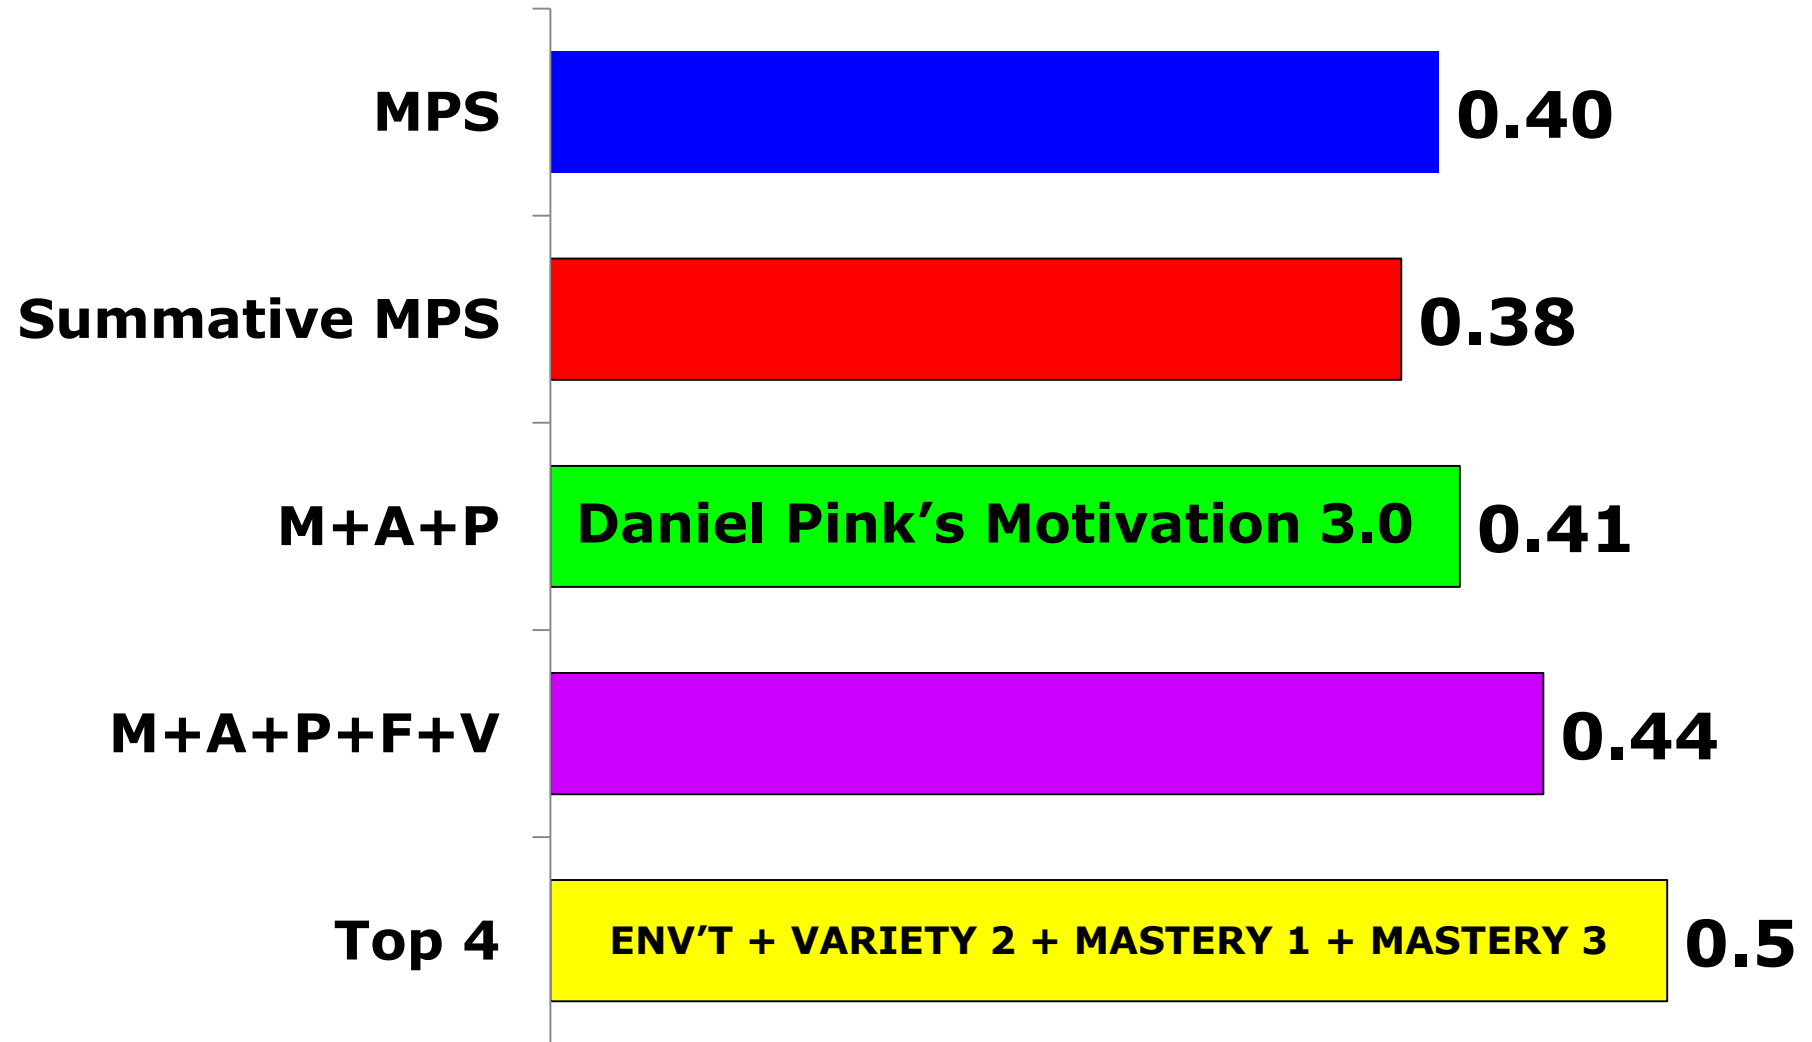 MPS
0.40
Summative MPS
0.38
M+A+P
Daniel Pink’s Motivation 3.0
0.41
M+A+P+F+V
0.44
Top 4
ENV’T + VARIETY 2 + MASTERY 1 + MASTERY 3
0.5